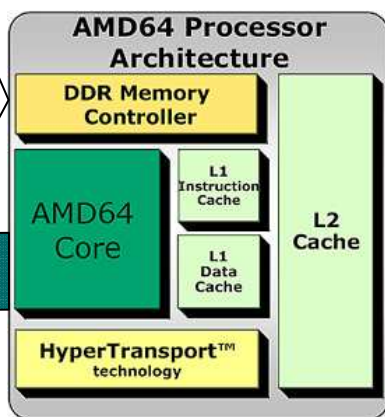 AMD64 Processor
Architecture
DDR Memory
Controller
AMD64
Core
L1
Instruction
Cache
L1
Data
Cache
L2
Cache
HyperTransport™
technology